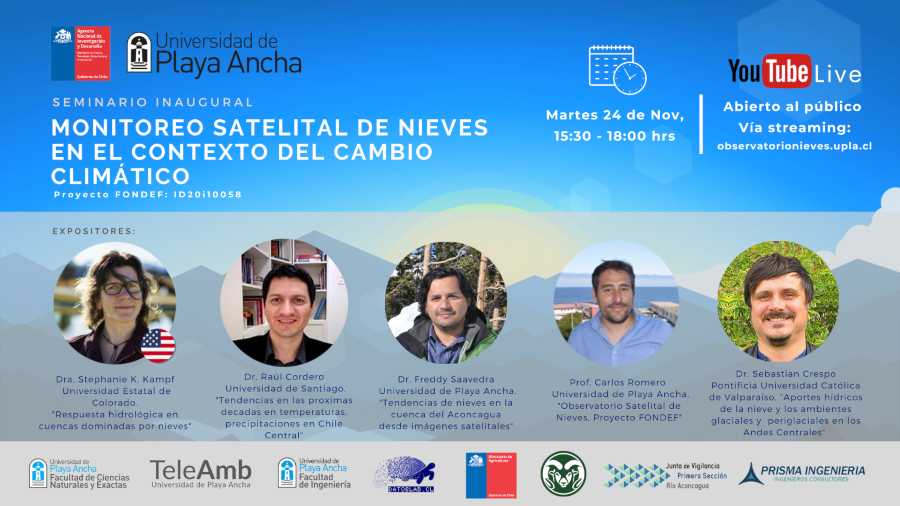 Agencia
Nacional de
Investigación
y Desarrollo
Gobierno de Chile
Universidad de
Playa Ancha
SEMINARIO INAUGURAL
MONITOREO SATELITAL DE NIEVES
EN EL CONTEXTO DEL CAMBIO
CLIMÁTICO
Proyecto FONDEF: ID20i10058
Martes 24 de Nov,
15:30 - 18:00 hrs
YouTube Live
Abierto al público
Vía streaming:
observatorionieves.upla.cl
EXPOSITORES:
Dra. Stephanie K. Kampf
Universidad Estatal de
Colorado.
"Respuesta hidrológica en
cuencas dominadas por nieves"
Dr. Raúl Cordero
Universidad de Santiago.
"Tendencias en las proximas
decadas en temperaturas,
precipitaciones en Chile
Central"
Dr. Freddy Saavedra
Universidad de Playa Ancha.
"Tendencias de nieves en la
cuenca del Aconcagua
desde imágenes satelitales"
Prof. Carlos Romero
Universidad de Playa Ancha.
"Observatorio Satelital de
Nieves, Proyecto FONDEF"
Dr. Sebastian Crespo
Pontificia Universidad Católica
de Valparaíso. "Aportes hídricos
de la nieve y los ambientes
glaciales y periglaciales en los
Andes Centrales"
Universidad de
Playa Ancha
Facultad de Ciencias
Naturales y Exactas
TeleAmb
Universidad de Playa Ancha
Universidad de
Playa Ancha
Facultad
de Ingeniería
DATOSLAB.CL
Ministerio de
Agricultura
Gobierno de Chile
Junta de Vigilancia
Primera Sección
Río Aconcagua
PRISMA INGENIERIA
INGENIEROS CONSULTORES